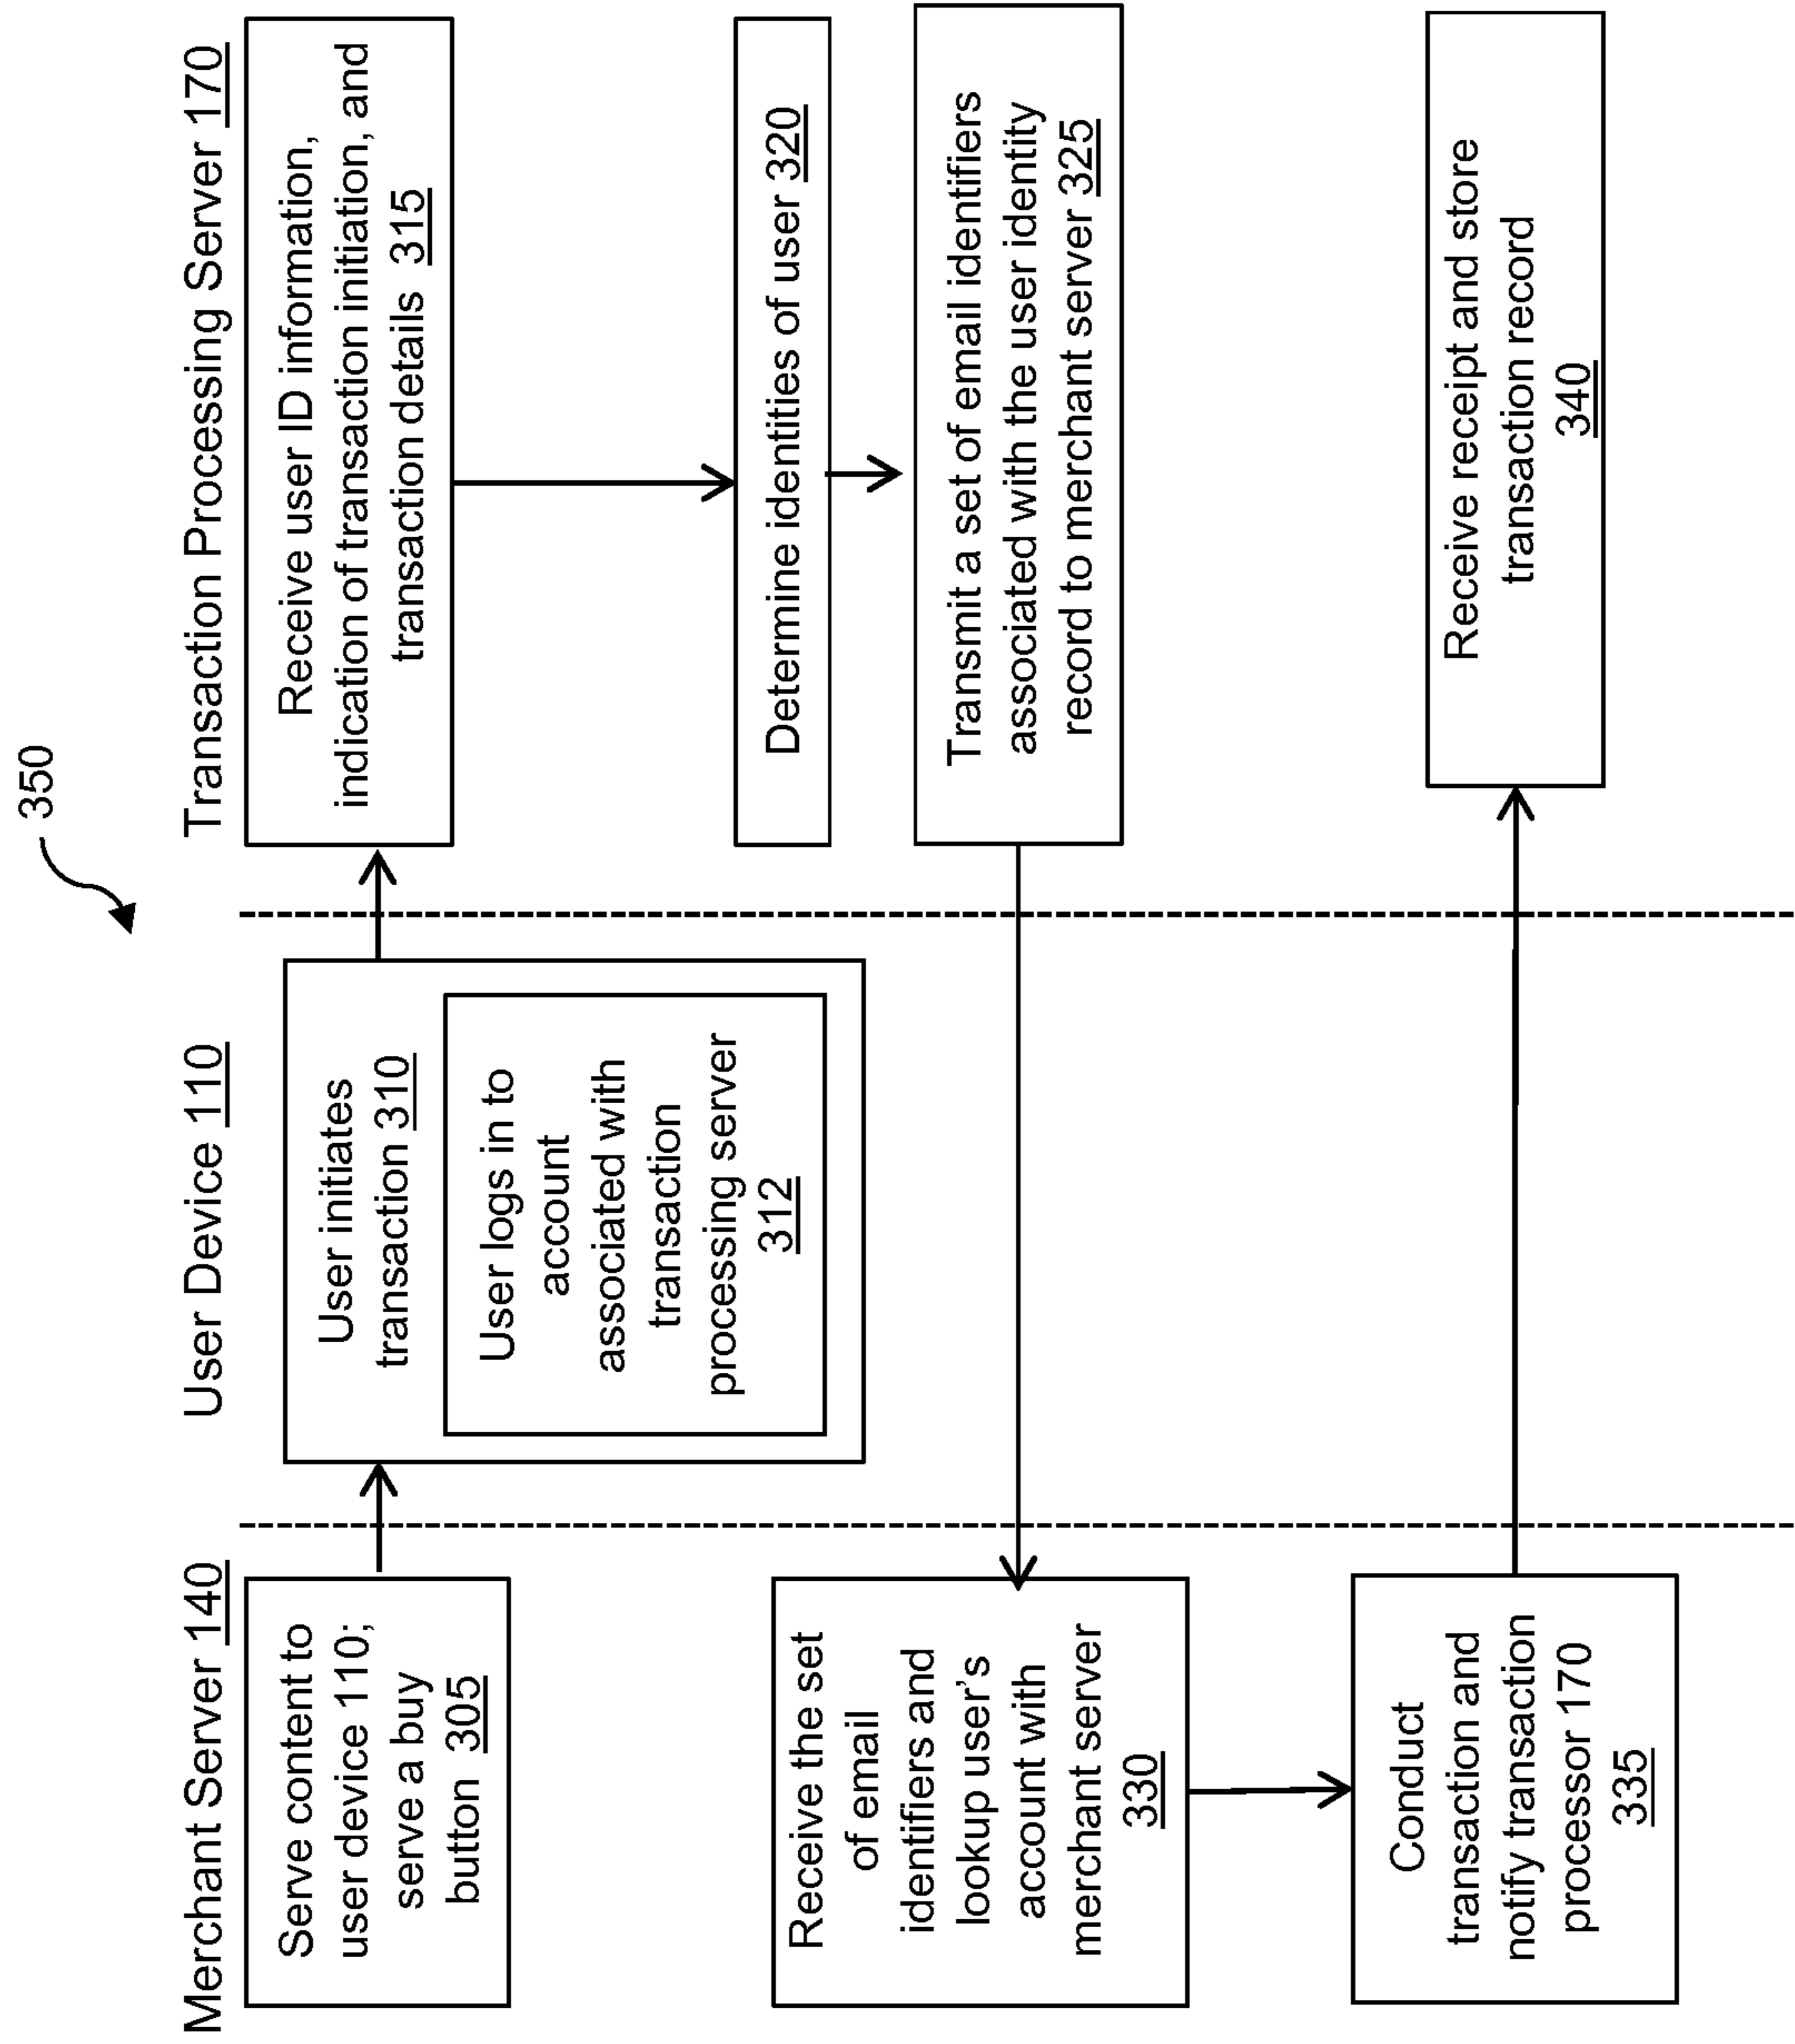 350
Merchant Server 140
User Device 110
Transaction Processing Server 170
Serve content to
user device 110;
serve a buy
button 305
User initiates
transaction 310
User logs in to
account
associated with
transaction
processing server
312
Receive user ID information,
indication of transaction initiation, and
transaction details 315
Determine identities of user 320
Transmit a set of email identifiers
associated with the user identity
record to merchant server 325
Receive the set
of email
identifiers and
lookup user’s
account with
merchant server
330
Conduct
transaction and
notify transaction
processor 170
335
Receive receipt and store
transaction record
340